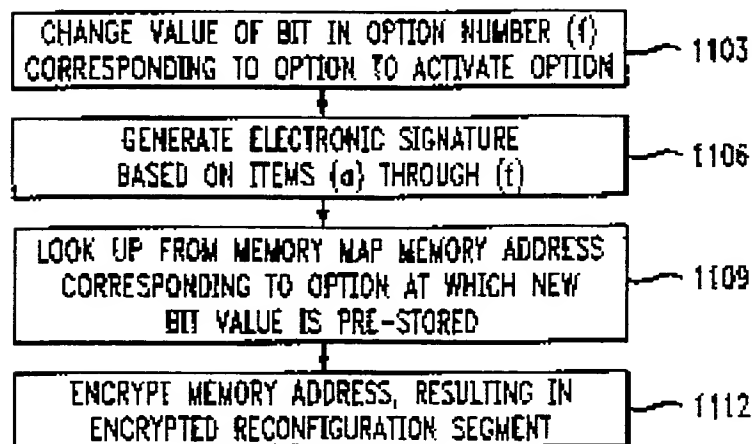 CHANGE VALUE OF BIT IN OPTION NUMBER (f)
CORRESPONDING TO OPTION TO ACTIVATE OPTION
1103
GENERATE ELECTRONIC SIGNATURE
BASED ON ITEMS (a) THROUGH (f)
1106
LOOK UP FROM MEMORY MAP MEMORY ADDRESS
CORRESPONDING TO OPTION AT WHICH NEW
BIT VALUE IS PRE-STORED
1109
ENCRYPT MEMORY ADDRESS, RESULTING IN
ENCRYPTED RECONFIGURATION SEGMENT
1112